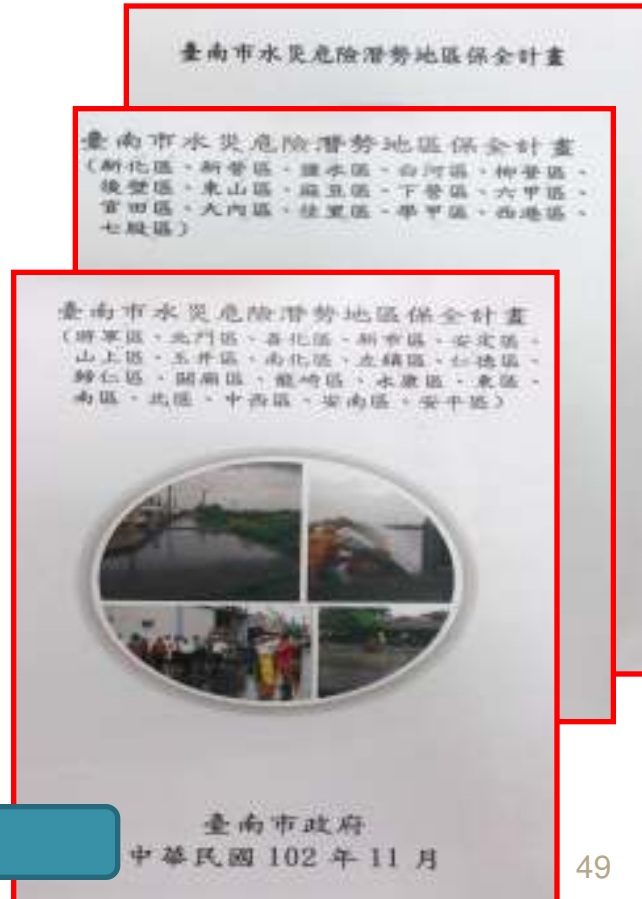 臺南市水災危險潛勢地區保全計畫
臺南市水災危險潛勢地區保全計畫
(新化區、新營區、鹽水區、白河區、柳營區、
後壁區、東山區、麻豆區、下營區、六甲區、
官田區、大內區、佳里區、學甲區、西港區、
七股區)
臺南市水災危險潛勢地區保全計畫
(將軍區、北門區、善化區、新市區、安定區、
山上區、玉井區、南化區、左鎮區、仁德區、
歸仁區、關廟區、龍崎區、永康區、東區、
南區、北區、中西區、安南區、安平區)
臺南市政府
中華民國 102 年 11 月
49